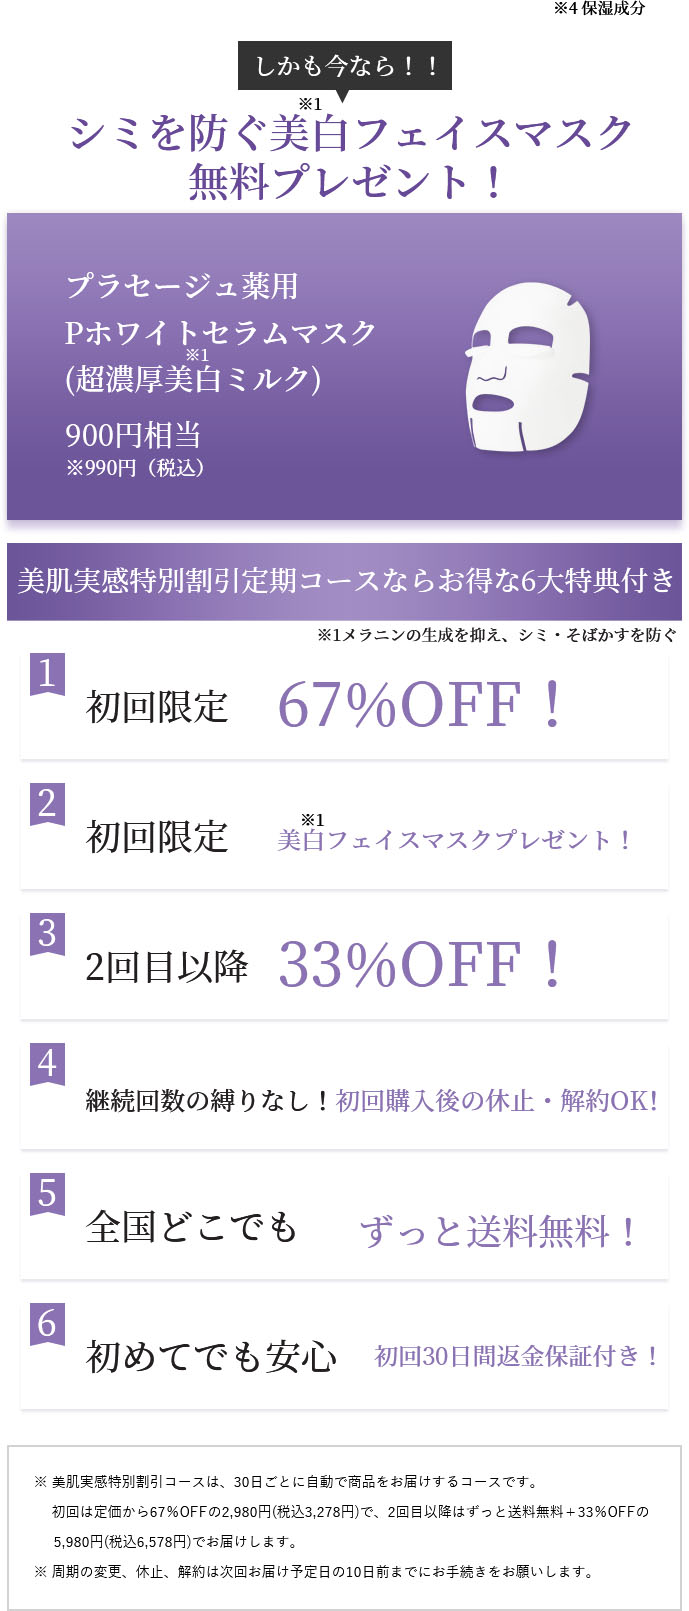 ※4 保湿成分
しかも今なら！！
※1
シミを防ぐ美白フェイスマスク
無料プレゼント！
プラセージュ薬用
Pホワイトセラムマスク
※1
(超濃厚美白ミルク)
900円相当
※990円（税込）
美肌実感特別割引定期コースならお得な6大特典付き
※1メラニンの生成を抑え、シミ・そばかすを防ぐ
1
初回限定 67%OFF！
2
※1
初回限定 美白フェイスマスクプレゼント！
3
2回目以降 33%OFF！
4
継続回数の縛りなし！初回購入後の休止・解約OK!
5
全国どこでも ずっと送料無料！
6
初めてでも安心 初回30日間返金保証付き！
※ 美肌実感特別割引コースは、30日ごとに自動で商品をお届けするコースです。
初回は定価から67%OFFの2,980円(税込3,278円)で、2回目以降はずっと送料無料＋33%OFFの
5,980円(税込6,578円)でお届けします。
※ 周期の変更、休止、解約は次回お届け予定日の10日前までにお手続きをお願いします。